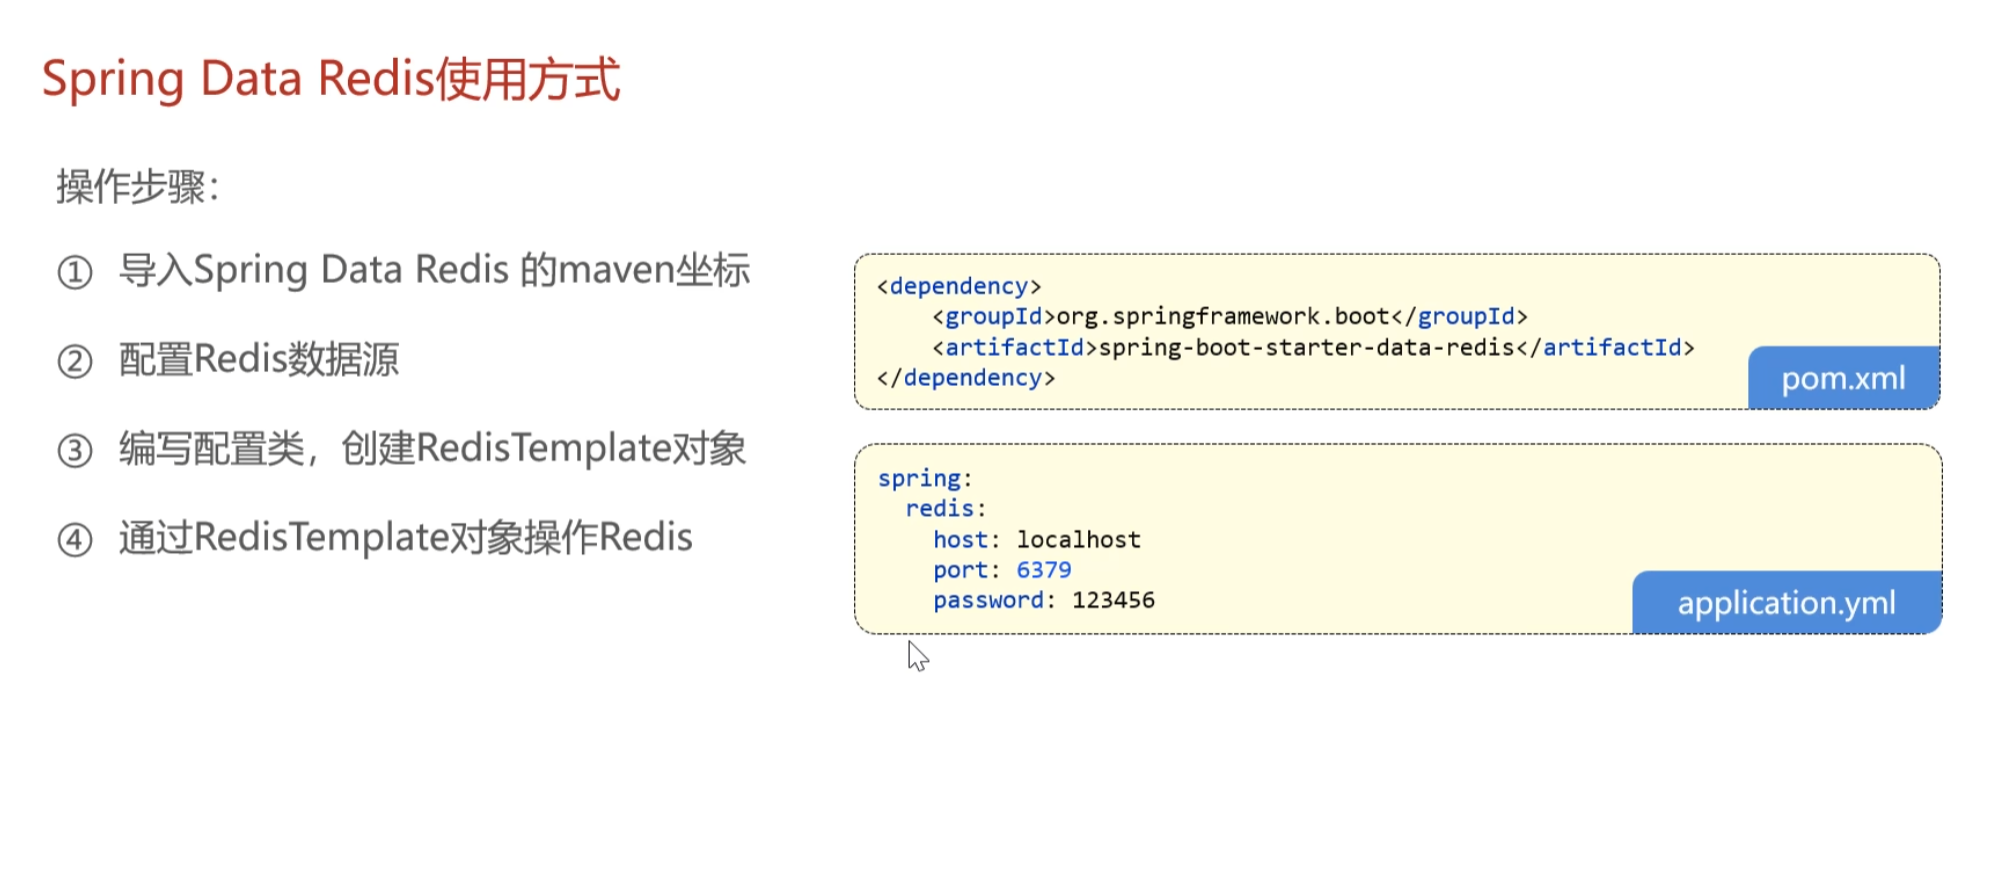 Spring Data Redis使用方式
操作步骤：
① 导入Spring Data Redis 的maven坐标
② 配置Redis数据源
③ 编写配置类，创建RedisTemplate对象
④ 通过RedisTemplate对象操作Redis
<dependency>
    <groupId>org.springframework.boot</groupId>
    <artifactId>spring-boot-starter-data-redis</artifactId>
</dependency>
pom.xml
spring:
  redis:
    host: localhost
    port: 6379
    password: 123456
application.yml